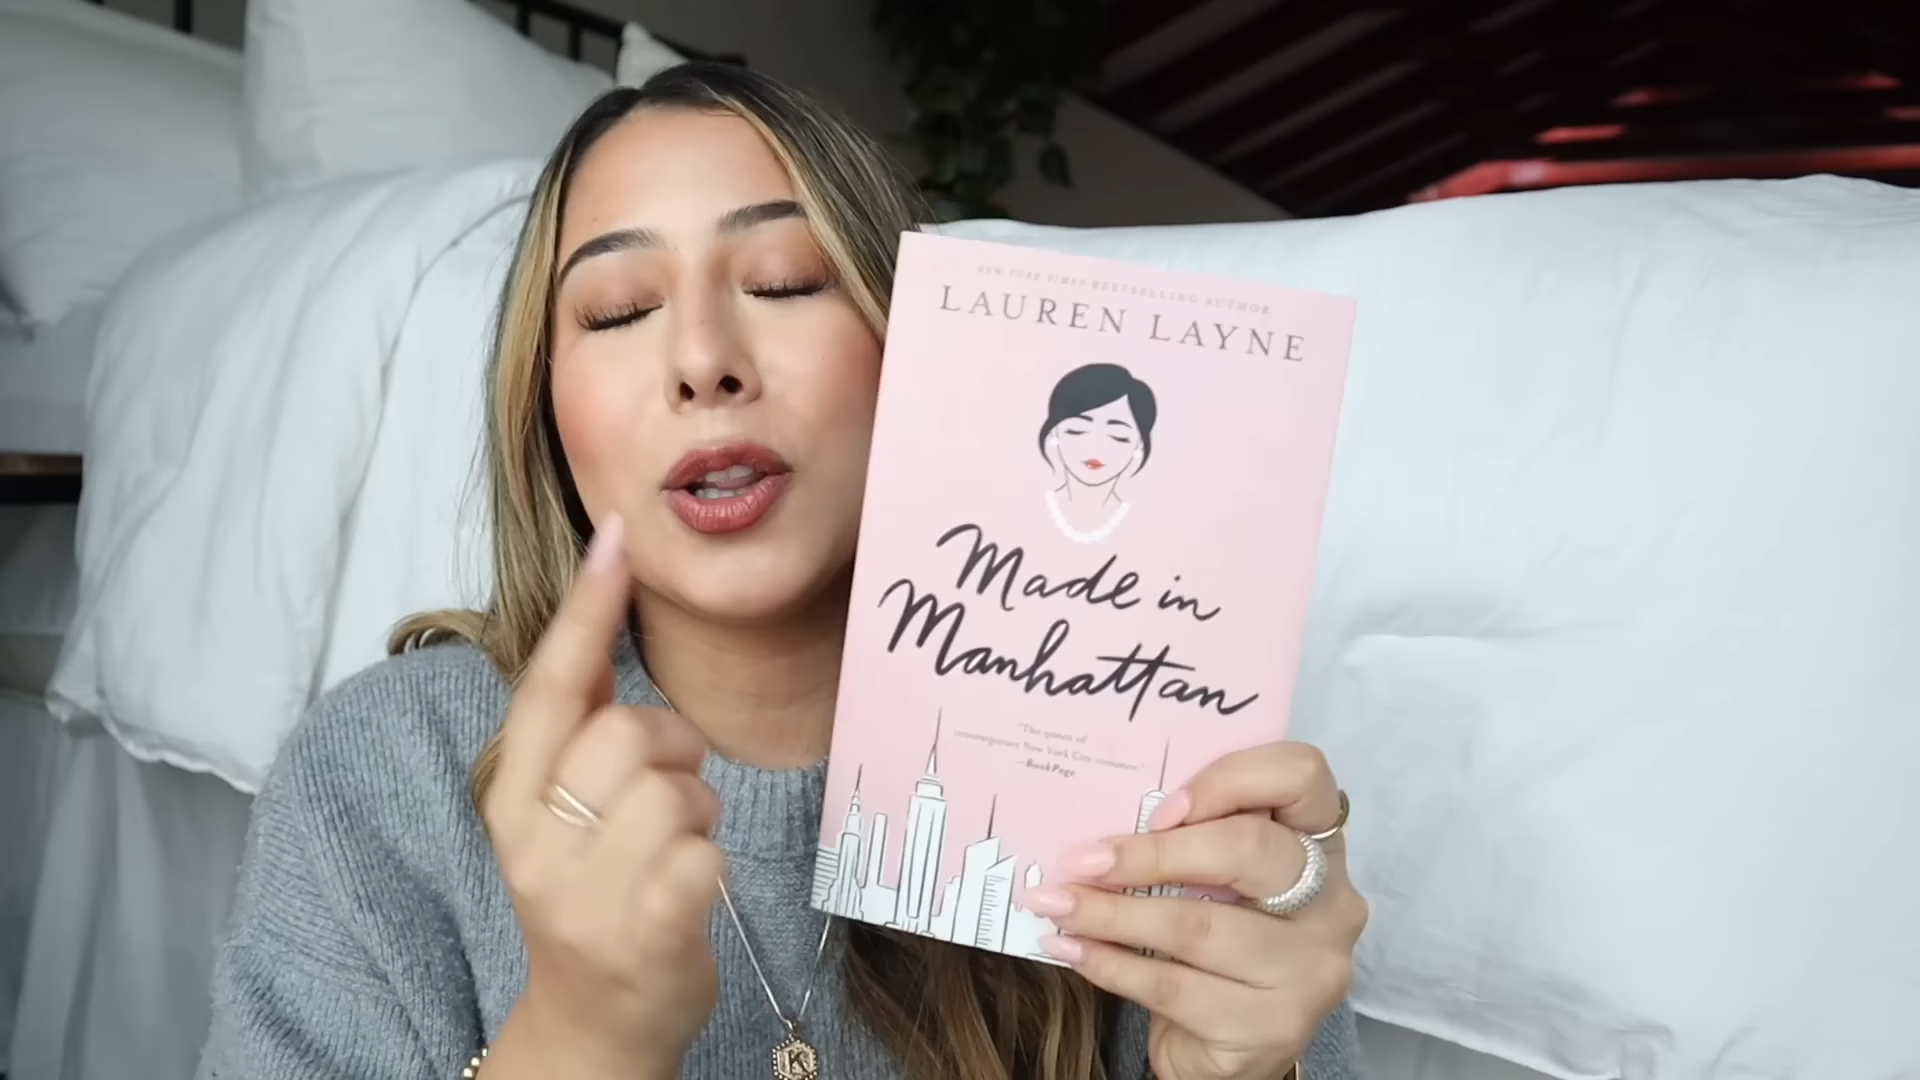 NEW YORK TIMES BESTSELLING AUTHOR
LAUREN LAYNE
Made in
Manhattan
"The queen of
contemporary New York City romance."
—BookPage
K